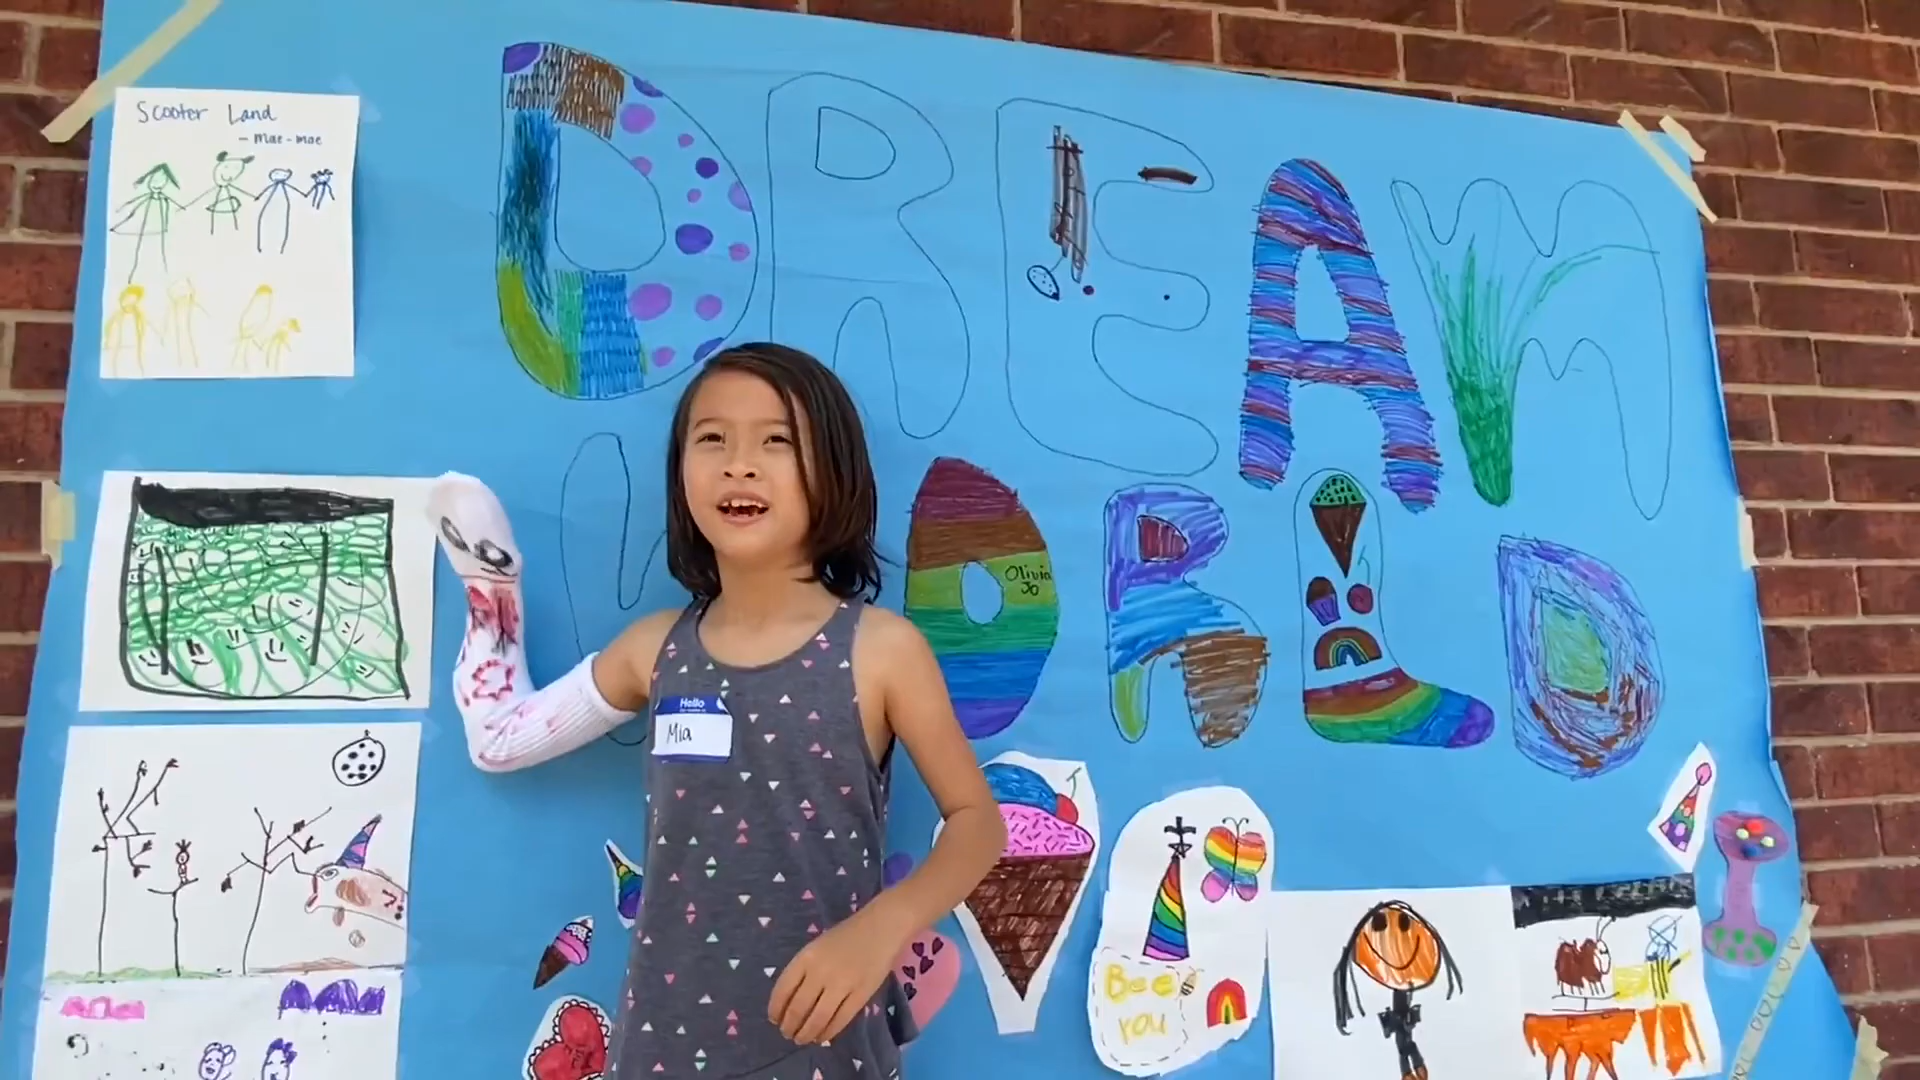 Scooter Land
- mae-mae
DREAM
WORLD
Olivia
Jo
Hello
Mia
Bee
you